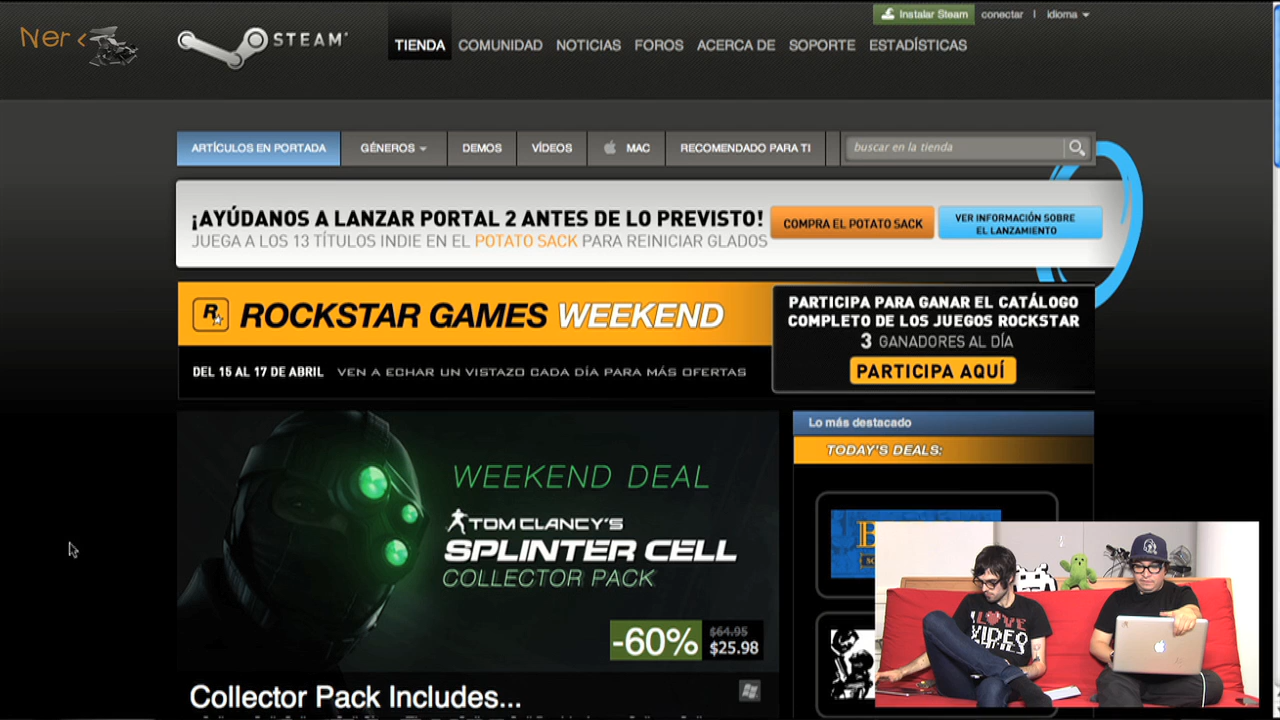 Ner
STEAM
Instalar Steam
conectar
idioma
TIENDA
COMUNIDAD
NOTICIAS
FOROS
ACERCA DE
SOPORTE
ESTADÍSTICAS
ARTÍCULOS EN PORTADA
GÉNEROS
DEMOS
VÍDEOS
MAC
RECOMENDADO PARA TI
buscar en la tienda
¡AYÚDANOS A LANZAR PORTAL 2 ANTES DE LO PREVISTO!
JUEGA A LOS 13 TÍTULOS INDIE EN EL POTATO SACK PARA REINICIAR GLADOS
COMPRA EL POTATO SACK
VER INFORMACIÓN SOBRE
EL LANZAMIENTO
R
ROCKSTAR GAMES WEEKEND
DEL 15 AL 17 DE ABRIL VEN A ECHAR UN VISTAZO CADA DÍA PARA MÁS OFERTAS
PARTICIPA PARA GANAR EL CATÁLOGO
COMPLETO DE LOS JUEGOS ROCKSTAR
3 GANADORES AL DÍA
PARTICIPA AQUÍ
WEEKEND DEAL
TOM CLANCY'S
SPLINTER CELL
COLLECTOR PACK
-60%
$64.95
$25.98
Collector Pack Includes...
Lo más destacado
TODAY'S DEALS:
I LOVE
VIDEO